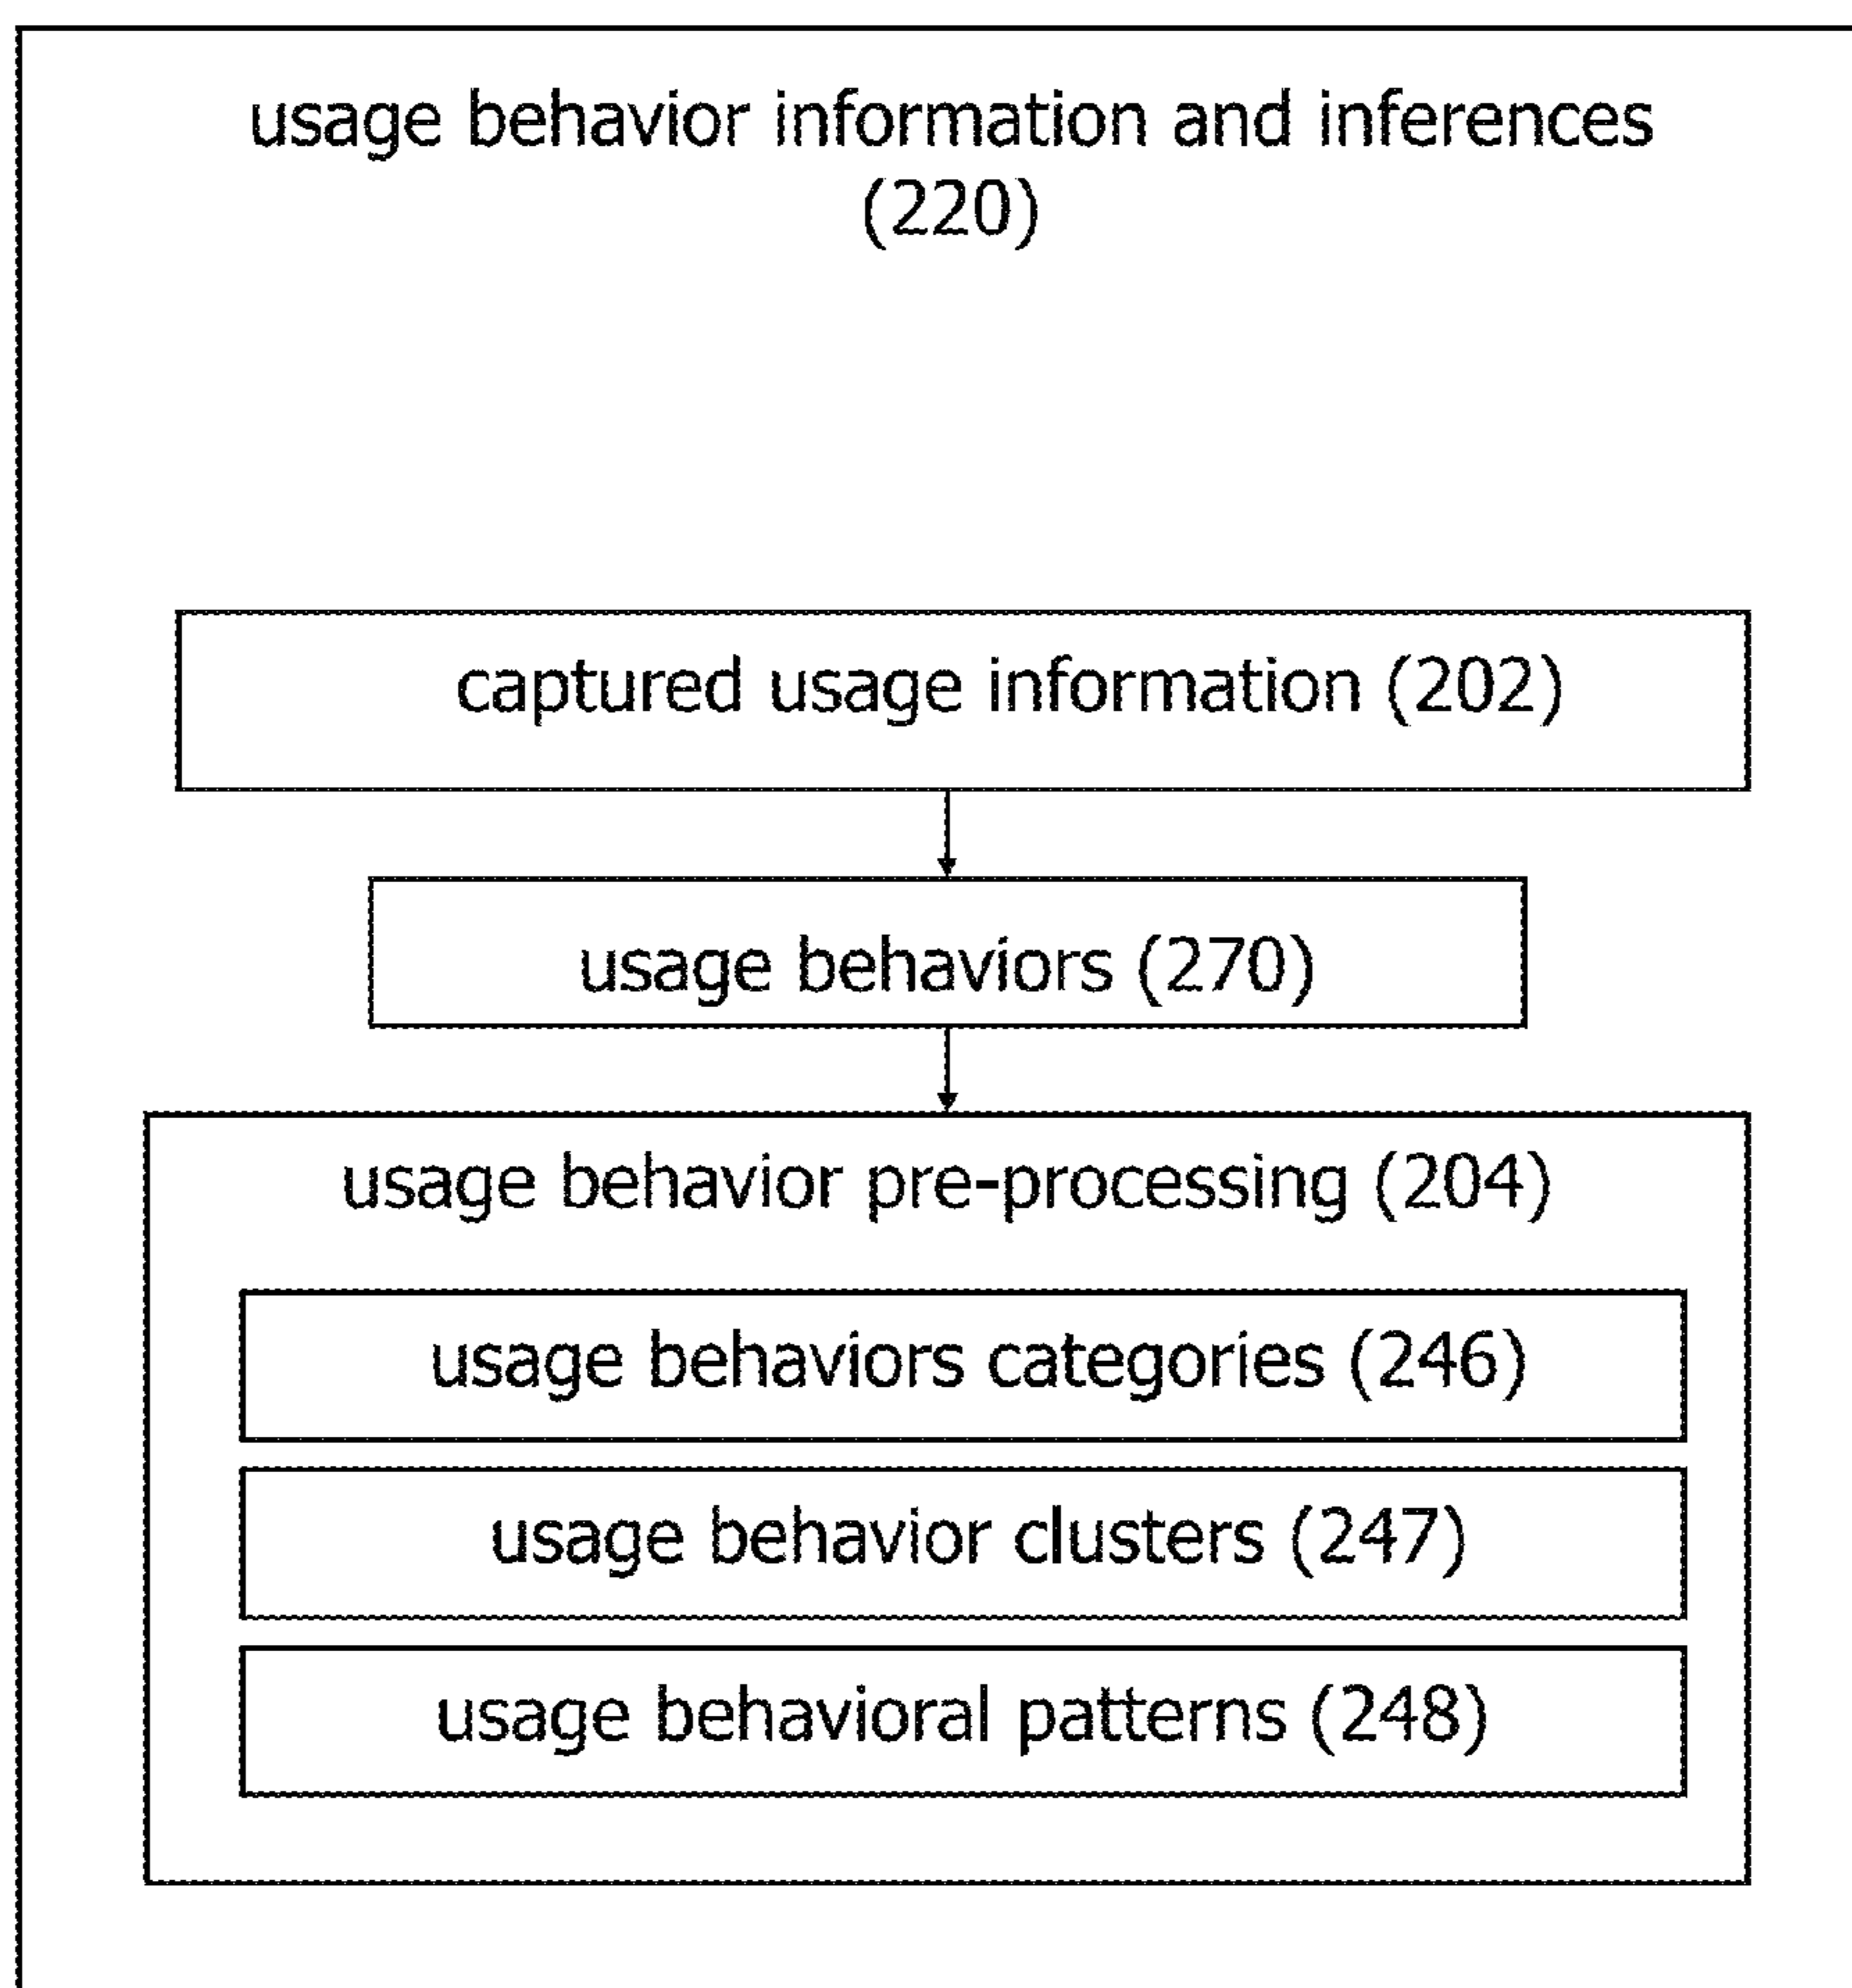 usage behavior information and inferences
(220)
captured usage information (202)
usage behaviors (270)
usage behavior pre-processing (204)
usage behaviors categories (246)
usage behavior clusters (247)
usage behavioral patterns (248)